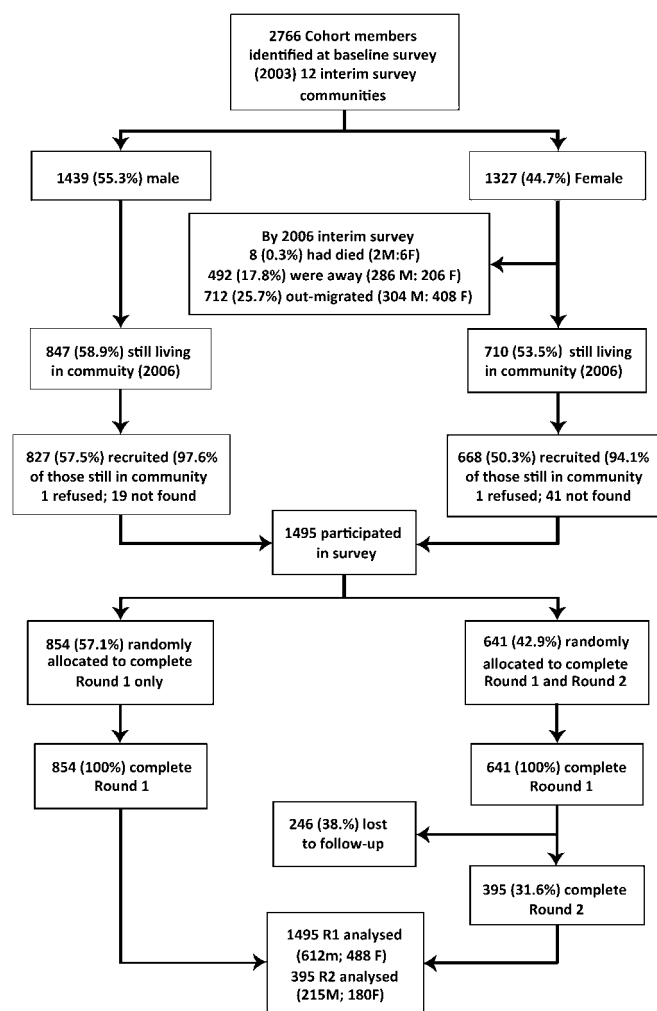 2766 Cohort members
identified at baseline survey
(2003) 12 interim survey
communities
1439 (55.3%) male
1327 (44.7%) Female
By 2006 interim survey
8 (0.3%) had died (2M:6F)
492 (17.8%) were away (286 M: 206 F)
712 (25.7%) out-migrated (304 M: 408 F)
847 (58.9%) still living
in commuity (2006)
710 (53.5%) still living
in community (2006)
827 (57.5%) recruited (97.6%
of those still in community
1 refused; 19 not found
668 (50.3%) recruited (94.1%
of those still in community
1 refused; 41 not found
1495 participated
in survey
854 (57.1%) randomly
allocated to complete
Round 1 only
641 (42.9%) randomly
allocated to complete
Round 1 and Round 2
854 (100%) complete
Round 1
641 (100%) complete
Roound 1
246 (38.%) lost
to follow-up
395 (31.6%) complete
Round 2
1495 R1 analysed
(612m; 488 F)
395 R2 analysed
(215M; 180F)